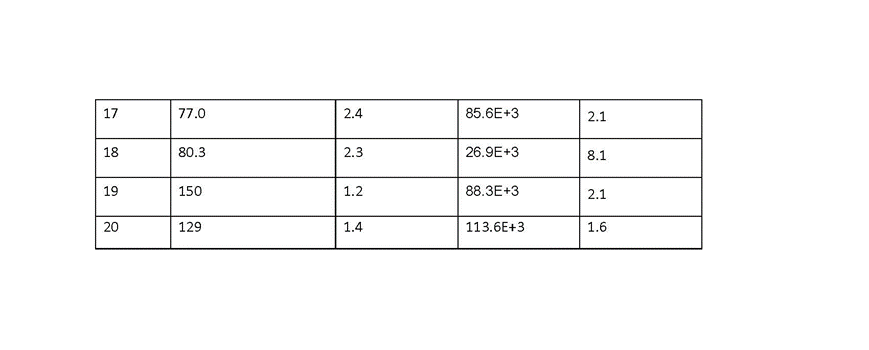 17 77.0 2.4 85.6E+3 2.1
18 80.3 2.3 26.9E+3 8.1
19 150 1.2 88.3E+3 2.1
20 129 1.4 113.6E+3 1.6